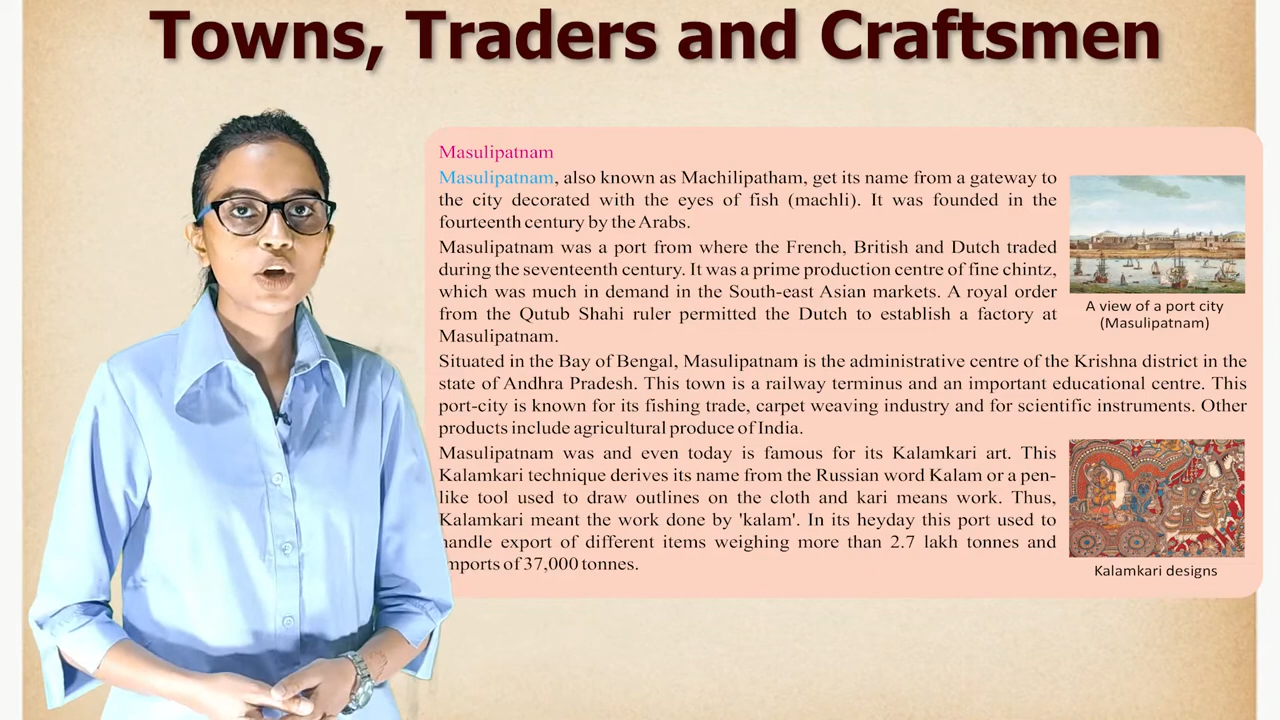 Towns, Traders and Craftsmen
Masulipatnam
Masulipatnam, also known as Machilipatham, get its name from a gateway to
the city decorated with the eyes of fish (machli). It was founded in the
fourteenth century by the Arabs.
Masulipatnam was a port from where the French, British and Dutch traded
during the seventeenth century. It was a prime production centre of fine chintz,
which was much in demand in the South-east Asian markets. A royal order
from the Qutub Shahi ruler permitted the Dutch to establish a factory at
Masulipatnam.
A view of a port city
(Masulipatnam)
Situated in the Bay of Bengal, Masulipatnam is the administrative centre of the Krishna district in the
state of Andhra Pradesh. This town is a railway terminus and an important educational centre. This
port-city is known for its fishing trade, carpet weaving industry and for scientific instruments. Other
products include agricultural produce of India.
Masulipatnam was and even today is famous for its Kalamkari art. This
Kalamkari technique derives its name from the Russian word Kalam or a pen-
like tool used to draw outlines on the cloth and kari means work. Thus,
Kalamkari meant the work done by 'kalam'. In its heyday this port used to
handle export of different items weighing more than 2.7 lakh tonnes and
imports of 37,000 tonnes.
Kalamkari designs